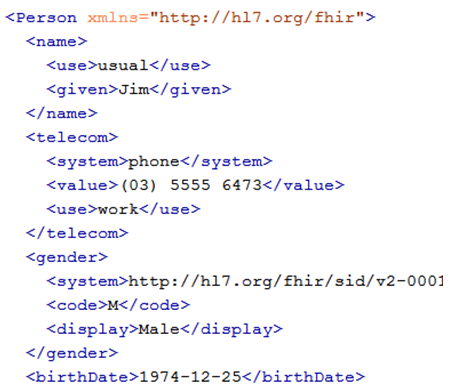 <Person xmlns="http://hl7.org/fhir">
<name>
<use>usual</use>
<given>Jim</given>
</name>
<telecom>
<system>phone</system>
<value>(03) 5555 6473</value>
<use>work</use>
</telecom>
<gender>
<system>http://hl7.org/fhir/sid/v2-0001
<code>M</code>
<display>Male</display>
</gender>
<birthDate>1974-12-25</birthDate>